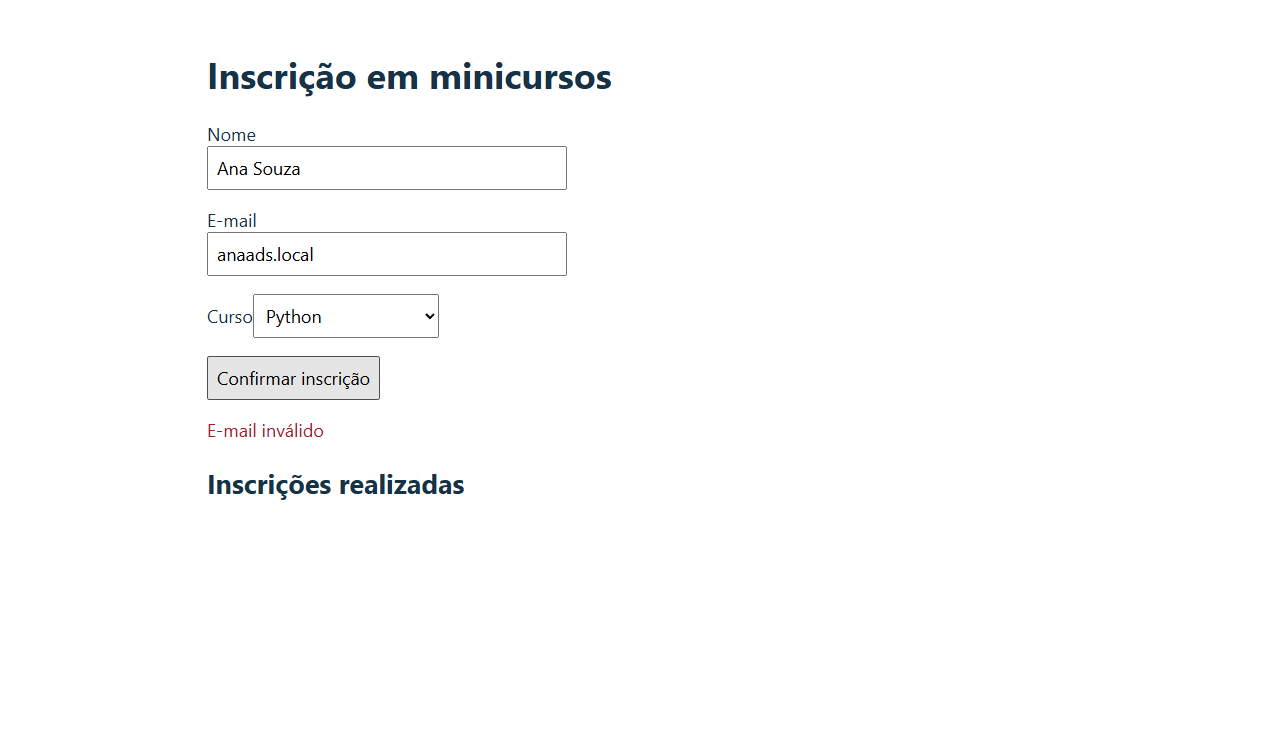 Inscrição em minicursos
Nome
Ana Souza
E-mail
anaads.local
Curso Python
Confirmar inscrição
E-mail inválido
Inscrições realizadas